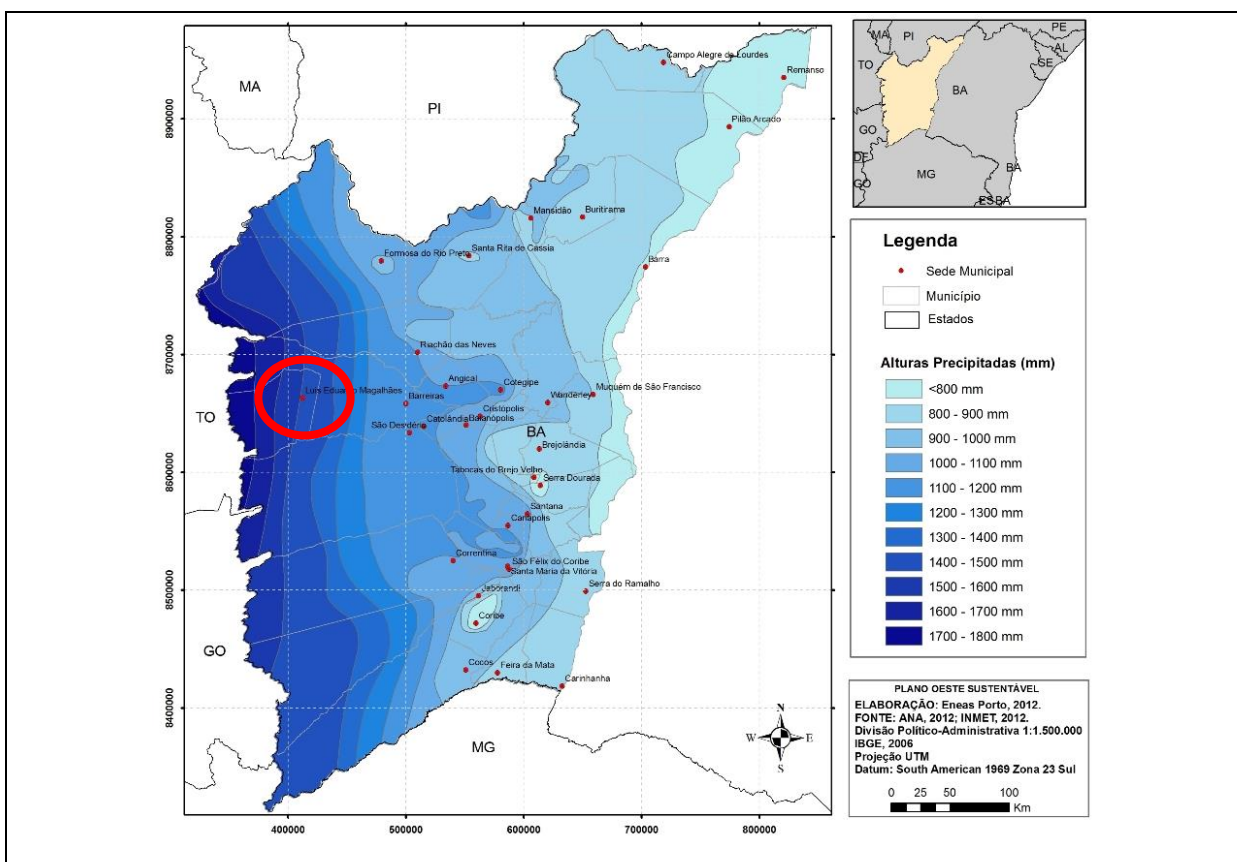 MA
PI
TO
GO
MG
BA
Campo Alegre de Lourdes
Remanso
Pilão Arcado
Mansidão
Buritirama
Formosa do Rio Preto
Santa Rita de Cássia
Barra
Riachão das Neves
Angical
Cotegipe
Muquém de São Francisco
Luís Eduardo Magalhães
Barreiras
Wanderley
Cristópolis
São Desidério
Catolândia
Baianópolis
Brejolândia
Tabocas do Brejo Velho
Serra Dourada
Santana
Canápolis
Correntina
São Félix do Coribe
Santa Maria da Vitória
Jaborandi
Serra do Ramalho
Coribe
Cocos
Feira da Mata
Carinhanha
8900000
8800000
8700000
8600000
8500000
8400000
400000
500000
600000
700000
800000
N
W
E
S
MA
PI
PE
AL
SE
TO
BA
GO
DF
GO
MG
BA
ES
BA
Legenda
Sede Municipal
Município
Estados
Alturas Precipitadas (mm)
<800 mm
800 - 900 mm
900 - 1000 mm
1000 - 1100 mm
1100 - 1200 mm
1200 - 1300 mm
1300 - 1400 mm
1400 - 1500 mm
1500 - 1600 mm
1600 - 1700 mm
1700 - 1800 mm
PLANO OESTE SUSTENTÁVEL
ELABORAÇÃO: Eneas Porto, 2012.
FONTE: ANA, 2012; INMET, 2012.
Divisão Político-Administrativa 1:1.500.000
IBGE, 2006
Projeção UTM
Datum: South American 1969 Zona 23 Sul
0 25 50 100
Km